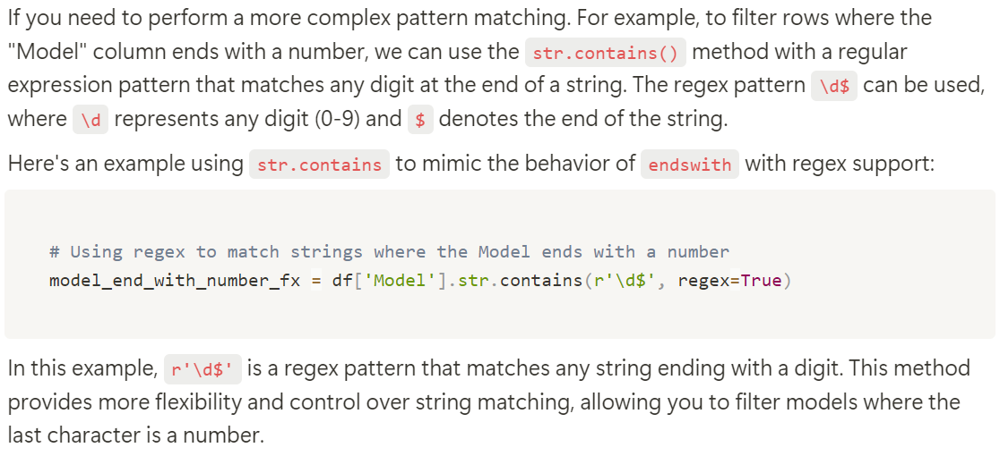 If you need to perform a more complex pattern matching. For example, to filter rows where the
"Model" column ends with a number, we can use the str.contains() method with a regular
expression pattern that matches any digit at the end of a string. The regex pattern \d$ can be used,
where \d represents any digit (0-9) and $ denotes the end of the string.
Here's an example using str.contains to mimic the behavior of endswith with regex support:
# Using regex to match strings where the Model ends with a number
model_end_with_number_fx = df['Model'].str.contains(r'\d$', regex=True)
In this example, r'\d$' is a regex pattern that matches any string ending with a digit. This method
provides more flexibility and control over string matching, allowing you to filter models where the
last character is a number.